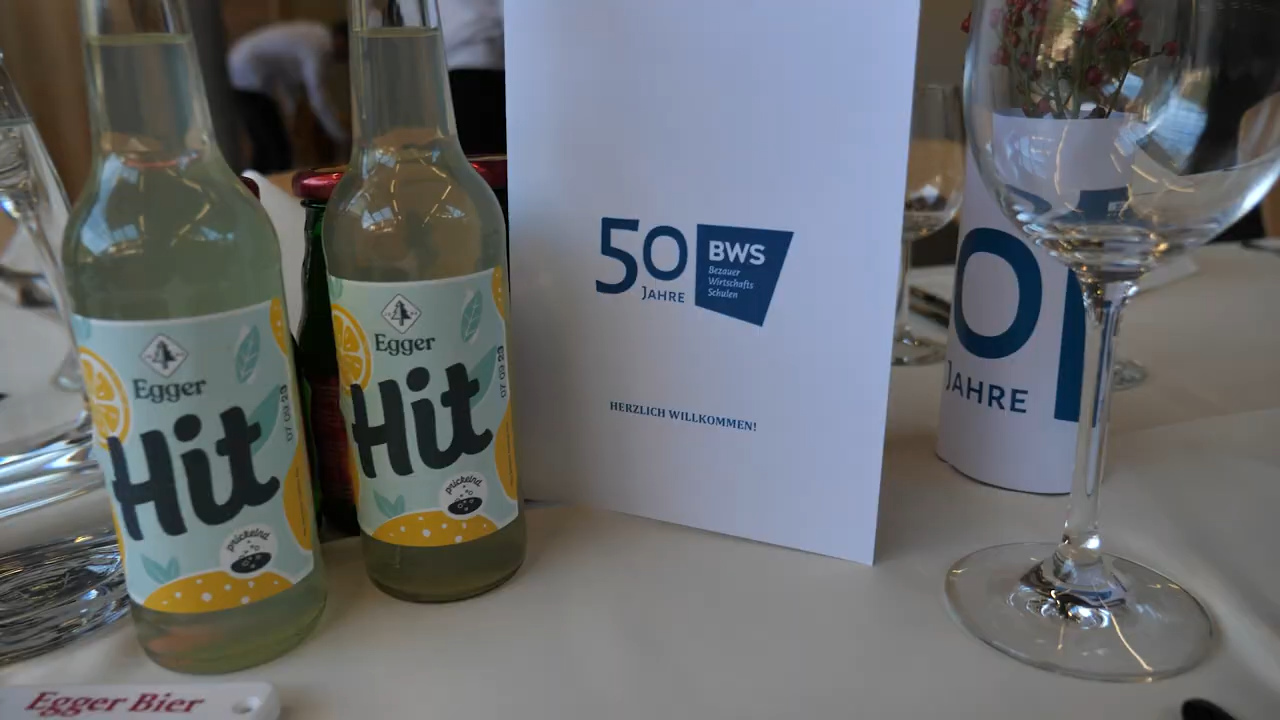 Egger
Hit
07 09 23
prickelnd
Egger
Hit
07 09 23
prickelnd
Egger Bier
50
JAHRE
BWS
Bezauer
Wirtschafts
Schulen
HERZLICH WILLKOMMEN!
0
JAHRE